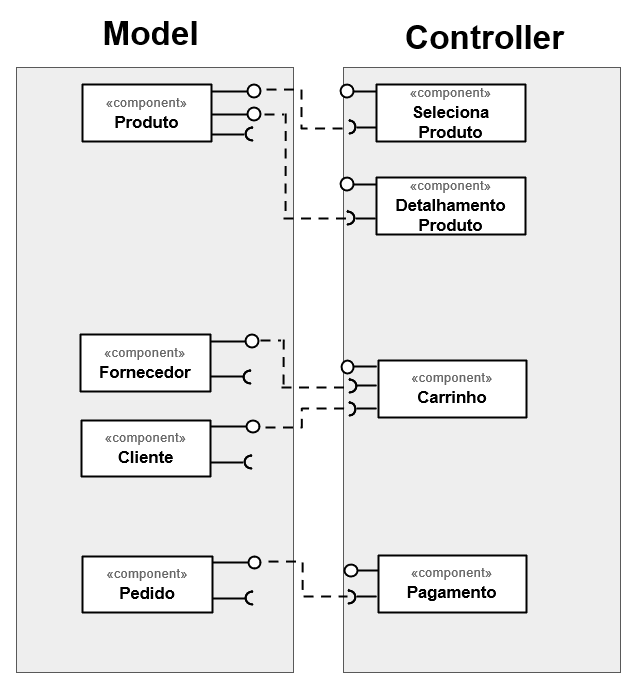 Model
Controller
«component»
Produto
«component»
Seleciona
Produto
«component»
Detalhamento
Produto
«component»
Fornecedor
«component»
Carrinho
«component»
Cliente
«component»
Pedido
«component»
Pagamento